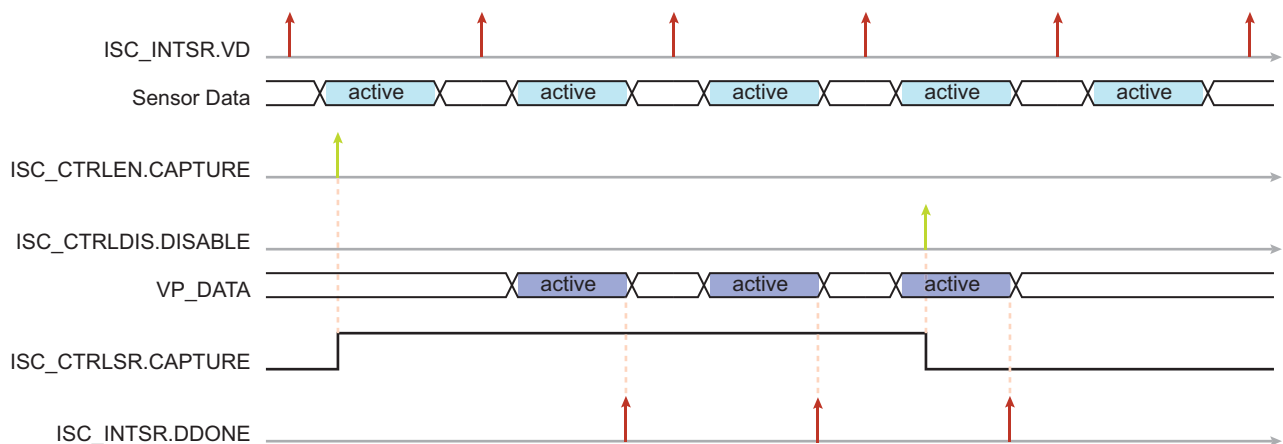 ISC_INTSR.VD
Sensor Data active active active active active
ISC_CTRLEN.CAPTURE
ISC_CTRLDIS.DISABLE
VP_DATA active active active
ISC_CTRLSR.CAPTURE
ISC_INTSR.DDONE